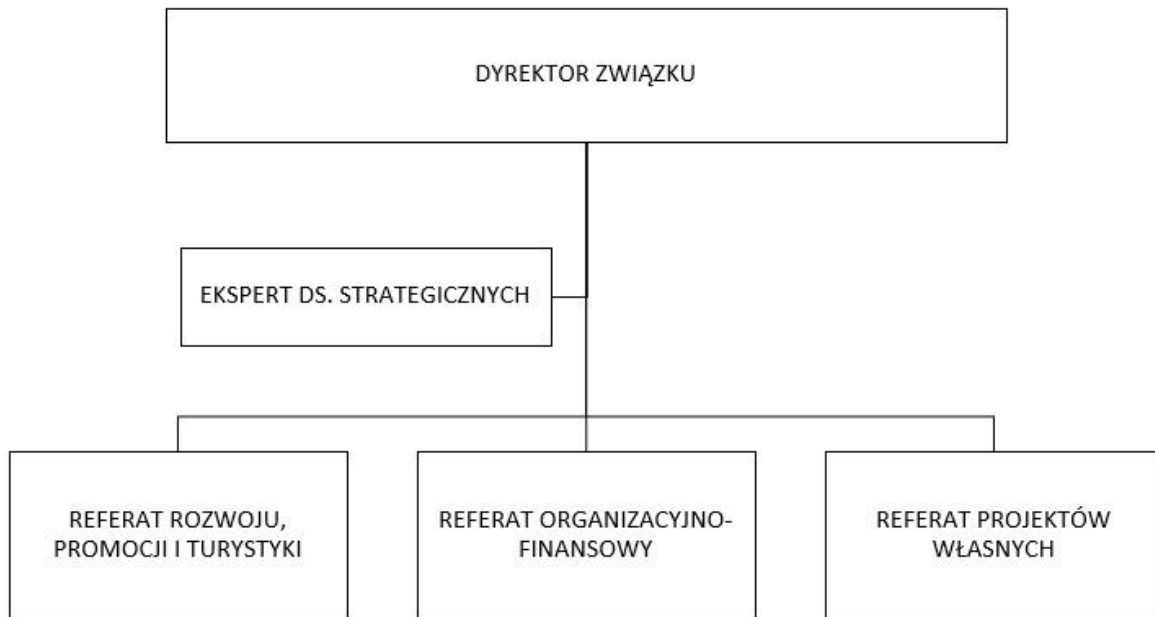 DYREKTOR ZWIĄZKU
EKSPERT DS. STRATEGICZNYCH
REFERAT ROZWOJU,
PROMOCJI I TURYSTYKI
REFERAT ORGANIZACYJNO-
FINANSOWY
REFERAT PROJEKTÓW
WŁASNYCH